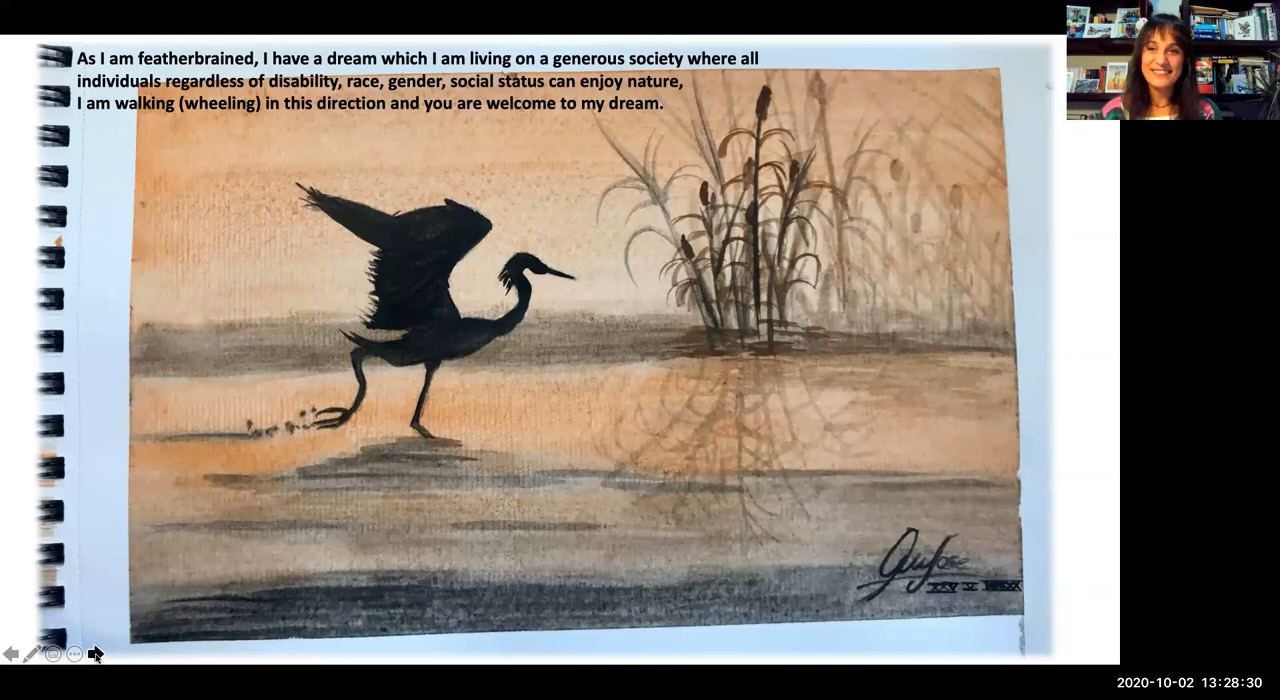 As I am featherbrained, I have a dream which I am living on a generous society where all
individuals regardless of disability, race, gender, social status can enjoy nature,
I am walking (wheeling) in this direction and you are welcome to my dream.
2020-10-02 13:28:30